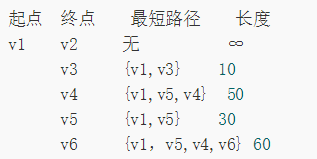 起点 终点 最短路径 长度
v1 v2 无 ∞
v3 {v1,v3} 10
v4 {v1,v5,v4} 50
v5 {v1,v5} 30
v6 {v1，v5,v4,v6} 60